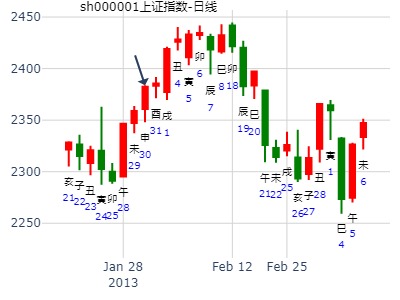 sh000001上证指数-日线
2450
2400
2350
2300
2250
亥
21
子
22
丑
23
寅
24
卯
25
午
28
未
29
申
30
酉
31
戌
1
丑
4
寅
5
卯
6
辰
7
巳
8
卯
18
辰
19
巳
20
午
21
未
22
戌
25
亥
26
子
27
丑
28
寅
1
巳
4
午
5
未
6
Jan 28
2013
Feb 12
Feb 25